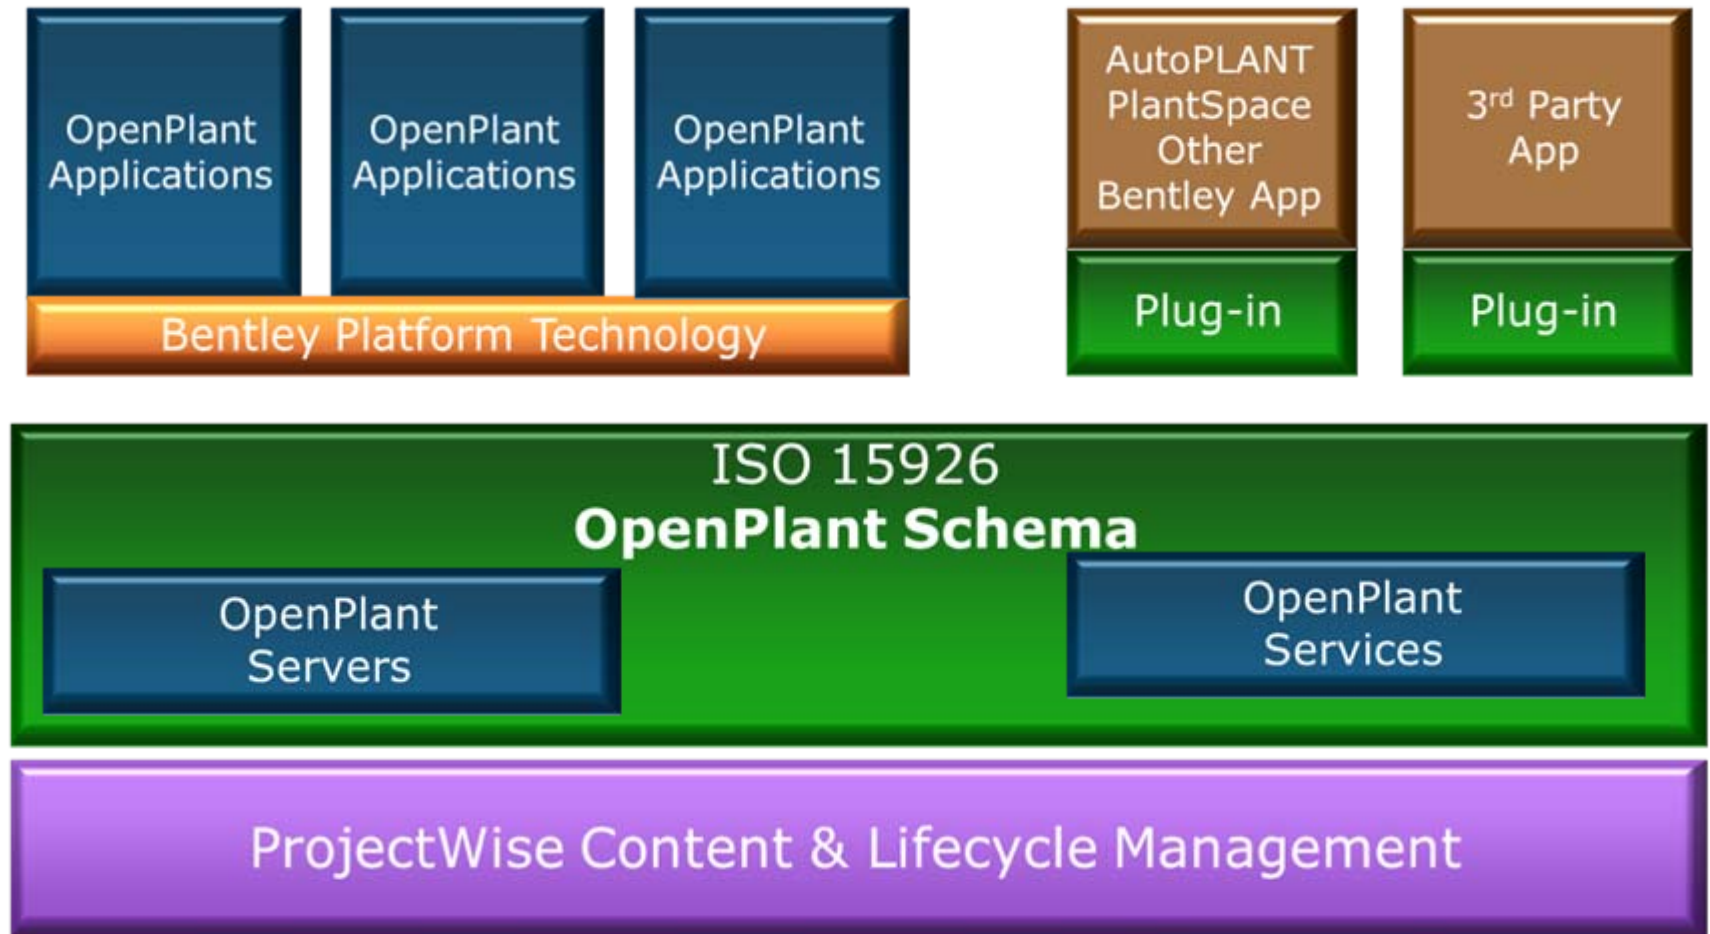 OpenPlant
Applications
OpenPlant
Applications
OpenPlant
Applications
Bentley Platform Technology
AutoPLANT
PlantSpace
Other
Bentley App
Plug-in
3rd Party
App
Plug-in
ISO 15926
OpenPlant Schema
OpenPlant
Servers
OpenPlant
Services
ProjectWise Content & Lifecycle Management